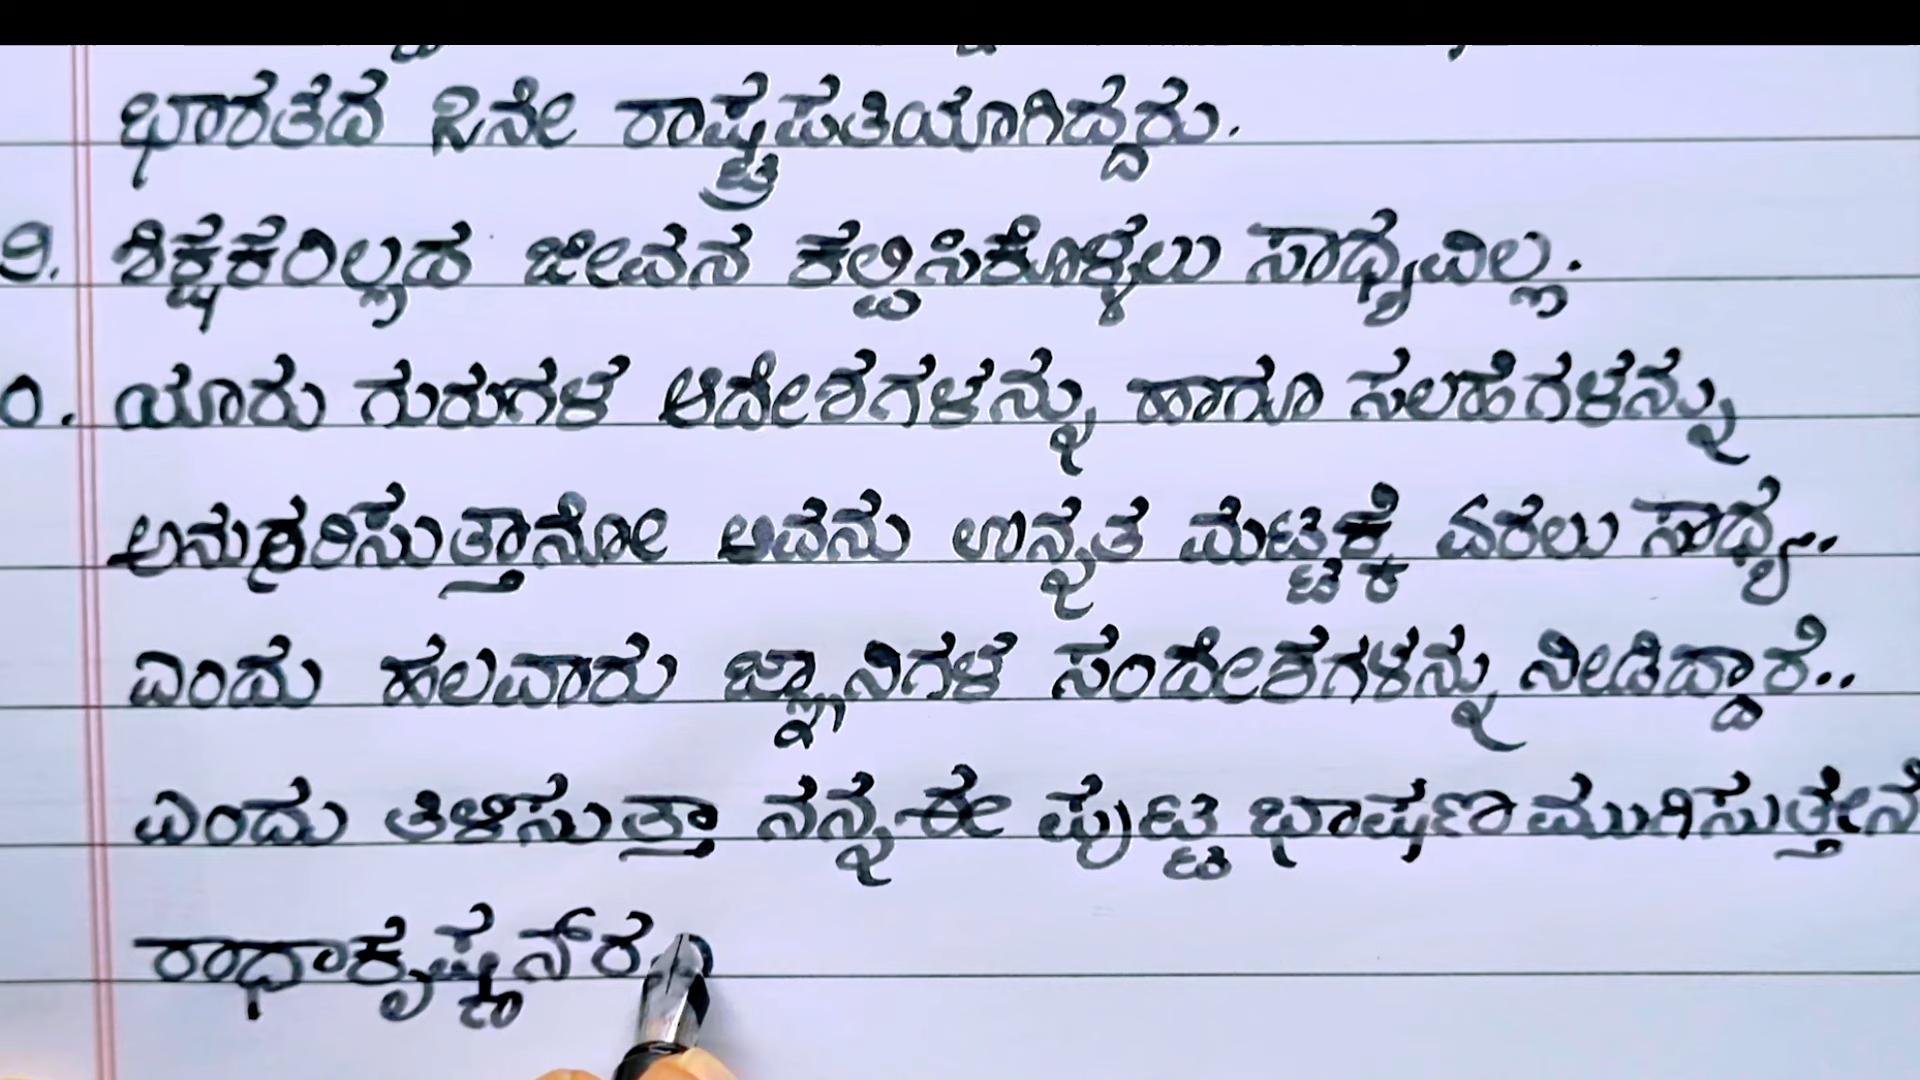 ಭಾರತದ ೨ನೇ ರಾಷ್ಟ್ರಪತಿಯಾಗಿದ್ದರು.
೨. ಶಿಕ್ಷಕರಿಲ್ಲದ ಜೀವನ ಕಲ್ಪಿಸಿಕೊಳ್ಳಲು ಸಾಧ್ಯವಿಲ್ಲ.
೦. ಯಾರು ಗುರುಗಳ ಆದೇಶಗಳನ್ನು ಹಾಗೂ ಸಲಹೆಗಳನ್ನು
ಅನುಸರಿಸುತ್ತಾನೋ ಅವನು ಉನ್ನತ ಮಟ್ಟಕ್ಕೆ ಏರಲು ಸಾಧ್ಯ..
ಎಂದು ಹಲವಾರು ಜ್ಞಾನಿಗಳ ಸಂದೇಶಗಳನ್ನು ನೀಡಿದ್ದಾರೆ..
ಎಂದು ತಿಳಿಸುತ್ತಾ ನನ್ನ ಈ ಪುಟ್ಟ ಭಾಷಣ ಮುಗಿಸುತ್ತೇನೆ
ರಾಧಾಕೃಷ್ಣನ್‌ರ